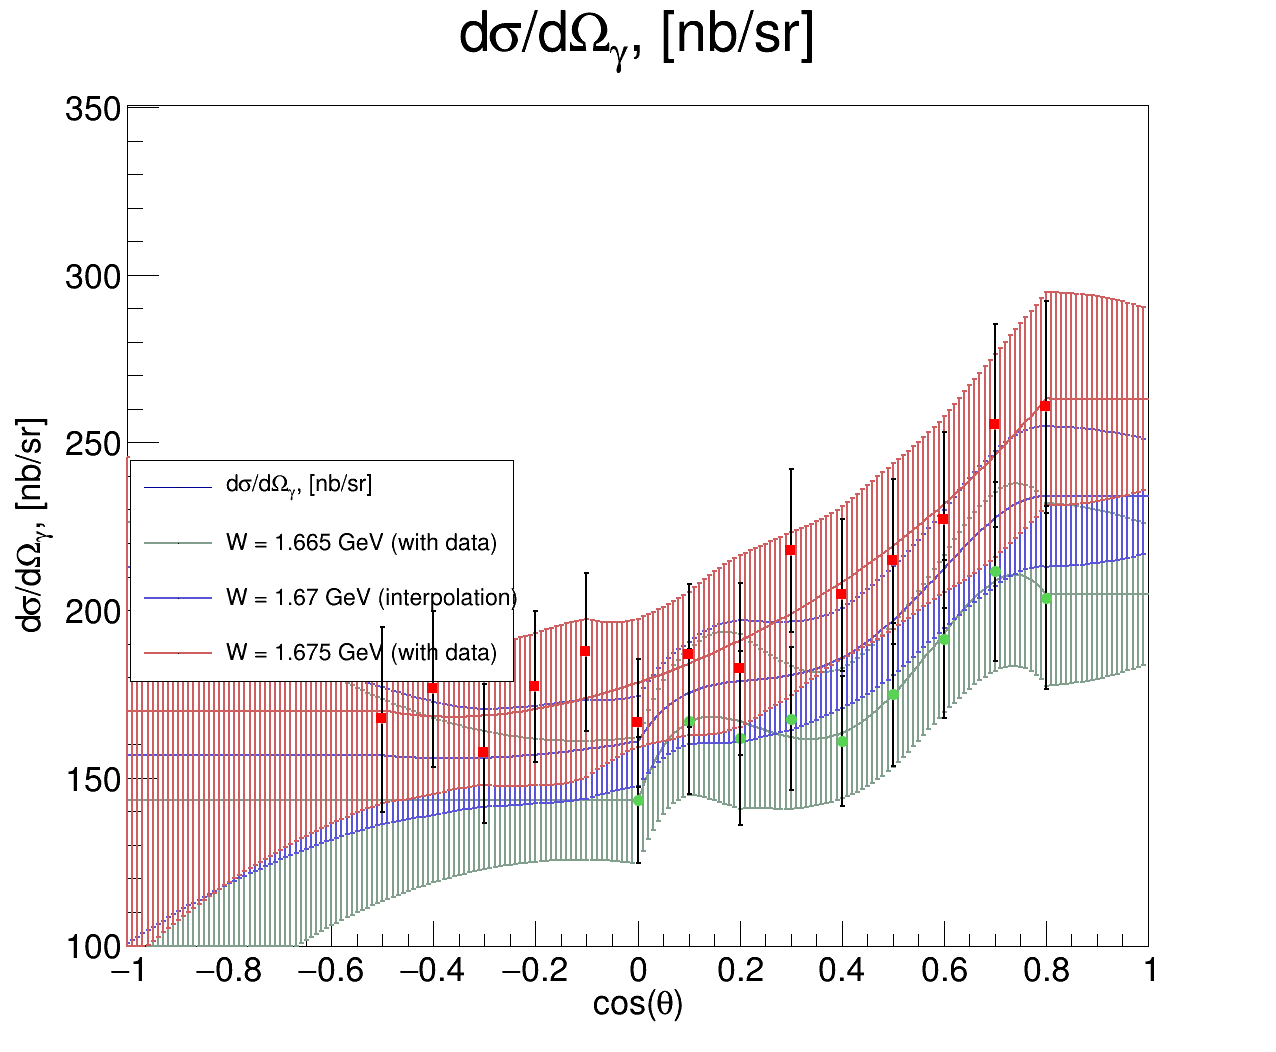 dσ/dΩγ, [nb/sr]
350
300
250
200
150
100
dσ/dΩγ, [nb/sr]
dσ/dΩγ, [nb/sr]
W = 1.665 GeV (with data)
W = 1.67 GeV (interpolation)
W = 1.675 GeV (with data)
−1 −0.8 −0.6 −0.4 −0.2 0 0.2 0.4 0.6 0.8 1
cos(θ)